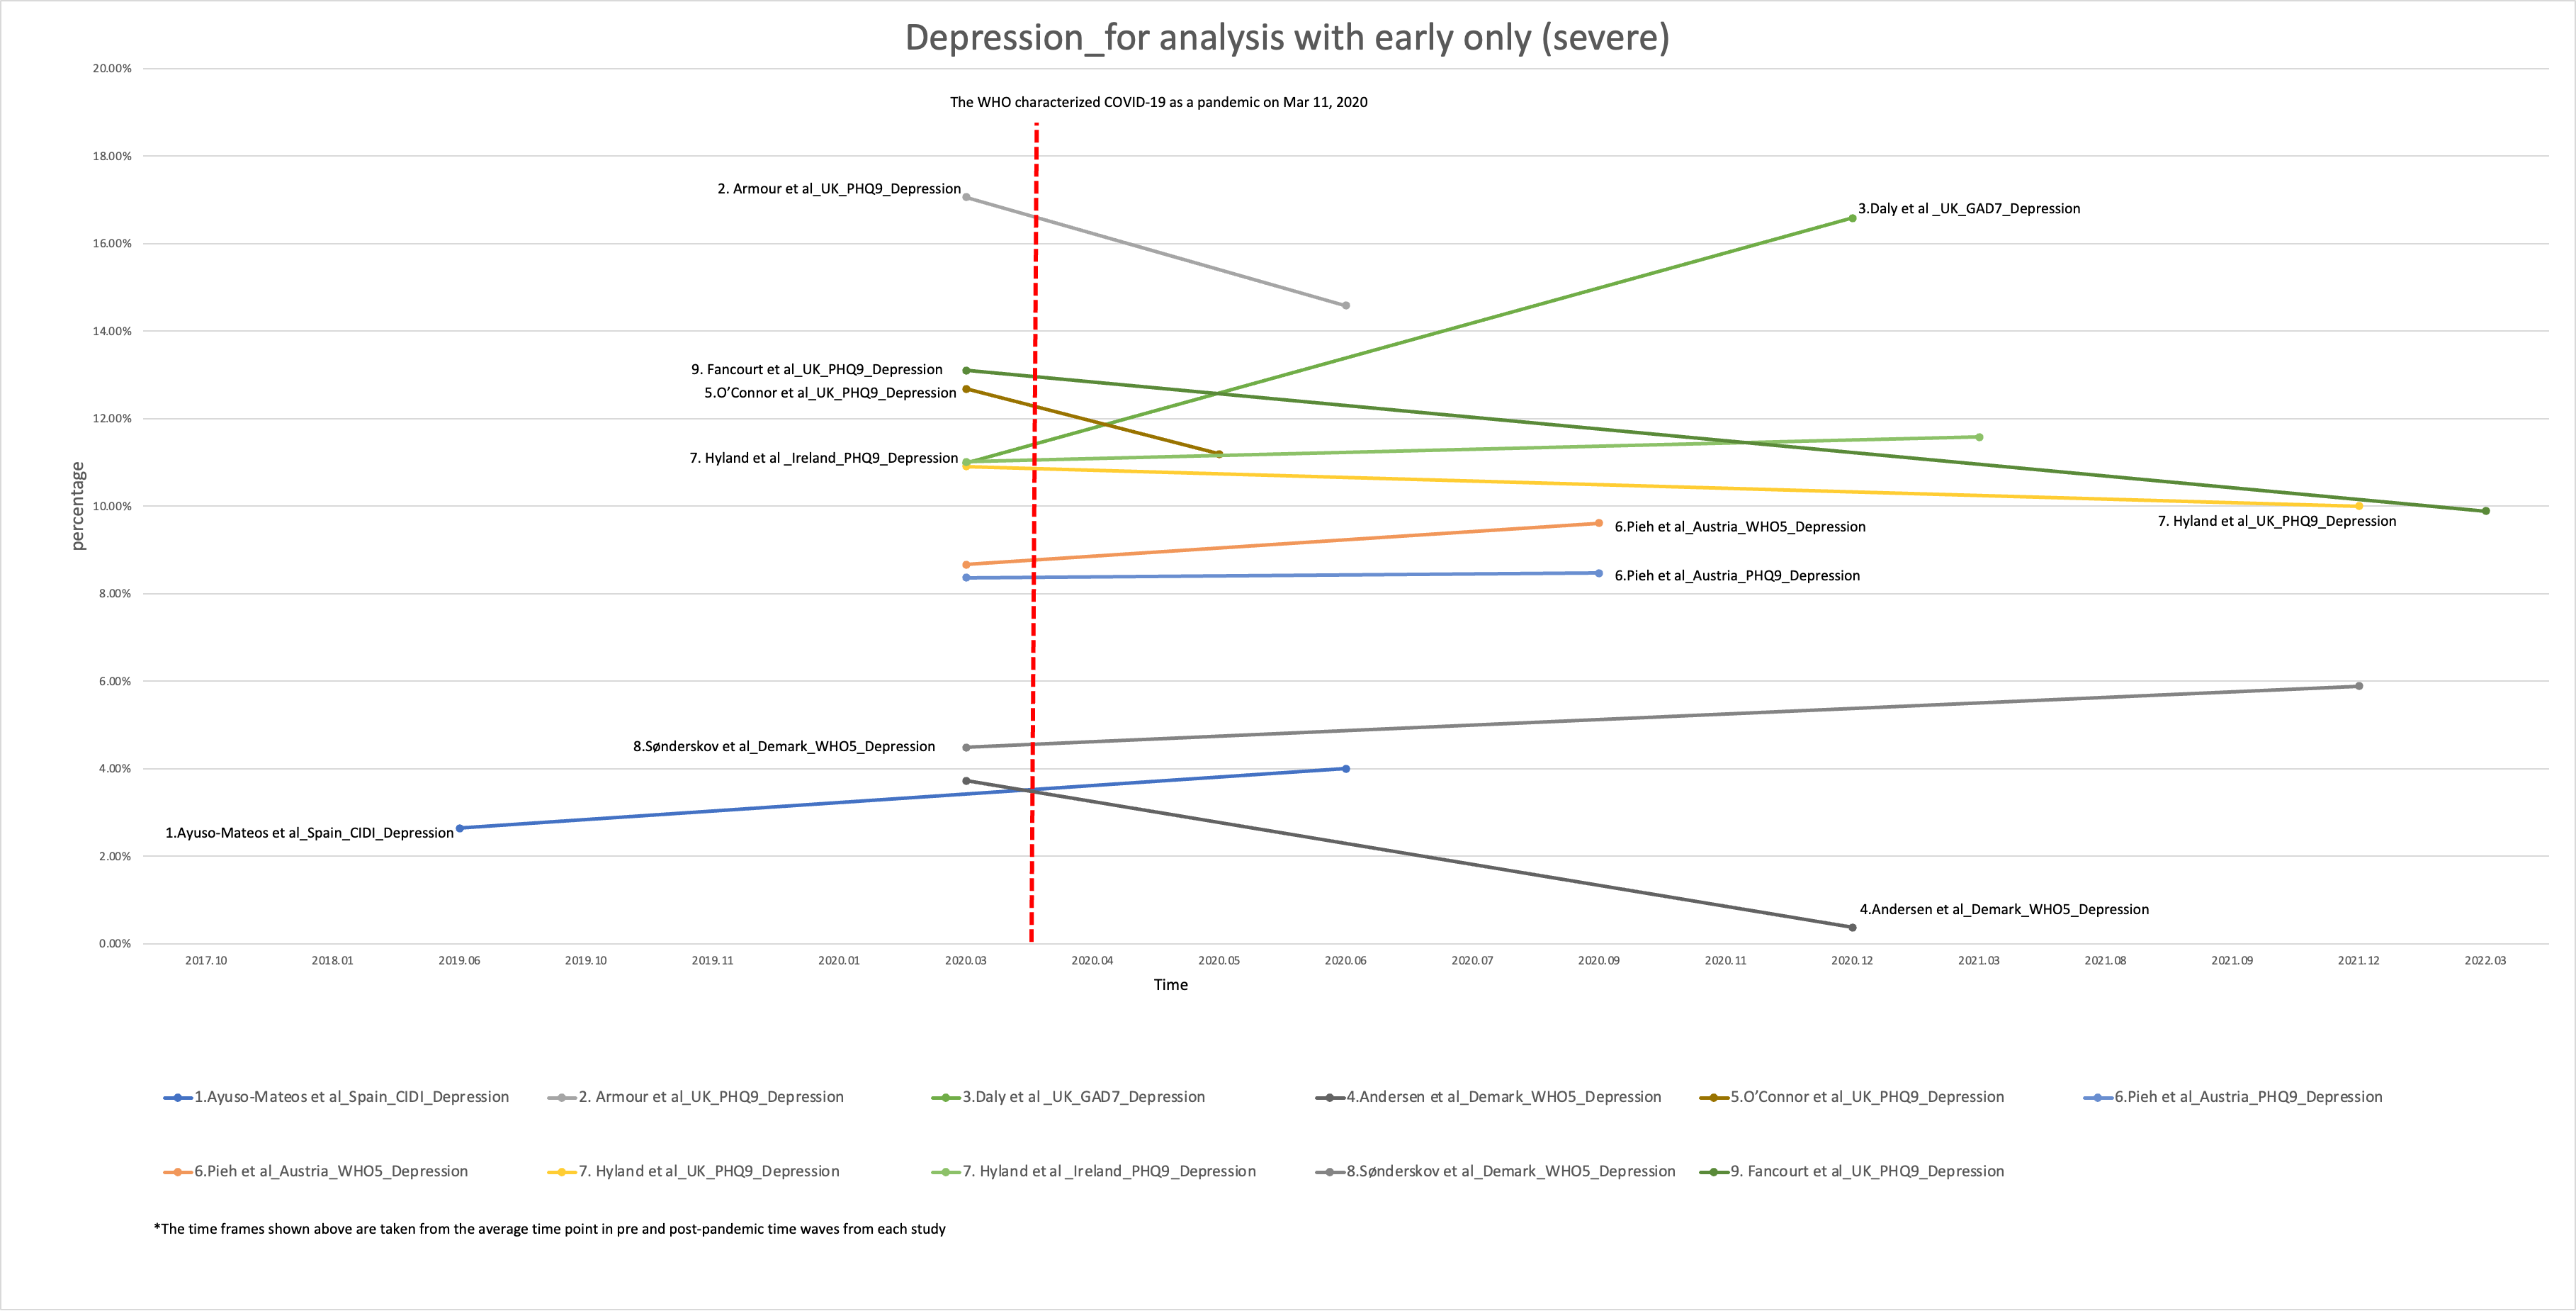 Depression_for analysis with early only (severe)
20.00%
The WHO characterized COVID-19 as a pandemic on Mar 11, 2020
18.00%
2. Armour et al_UK_PHQ9_Depression
3.Daly et al _UK_GAD7_Depression
16.00%
14.00%
9. Fancourt et al_UK_PHQ9_Depression
5.O’Connor et al_UK_PHQ9_Depression
12.00%
7. Hyland et al _Ireland_PHQ9_Depression
percentage
10.00%
7. Hyland et al_UK_PHQ9_Depression
6.Pieh et al_Austria_WHO5_Depression
6.Pieh et al_Austria_PHQ9_Depression
8.00%
6.00%
8.Sønderskov et al_Demark_WHO5_Depression
4.00%
1.Ayuso-Mateos et al_Spain_CIDI_Depression
2.00%
4.Andersen et al_Demark_WHO5_Depression
0.00%
2017.10 2018.01 2019.06 2019.10 2019.11 2020.01 2020.03 2020.04 2020.05 2020.06 2020.07 2020.09 2020.11 2020.12 2021.03 2021.08 2021.09 2021.12 2022.03
Time
1.Ayuso-Mateos et al_Spain_CIDI_Depression 2. Armour et al_UK_PHQ9_Depression 3.Daly et al _UK_GAD7_Depression 4.Andersen et al_Demark_WHO5_Depression 5.O’Connor et al_UK_PHQ9_Depression 6.Pieh et al_Austria_PHQ9_Depression
6.Pieh et al_Austria_WHO5_Depression 7. Hyland et al_UK_PHQ9_Depression 7. Hyland et al _Ireland_PHQ9_Depression 8.Sønderskov et al_Demark_WHO5_Depression 9. Fancourt et al_UK_PHQ9_Depression
*The time frames shown above are taken from the average time point in pre and post-pandemic time waves from each study